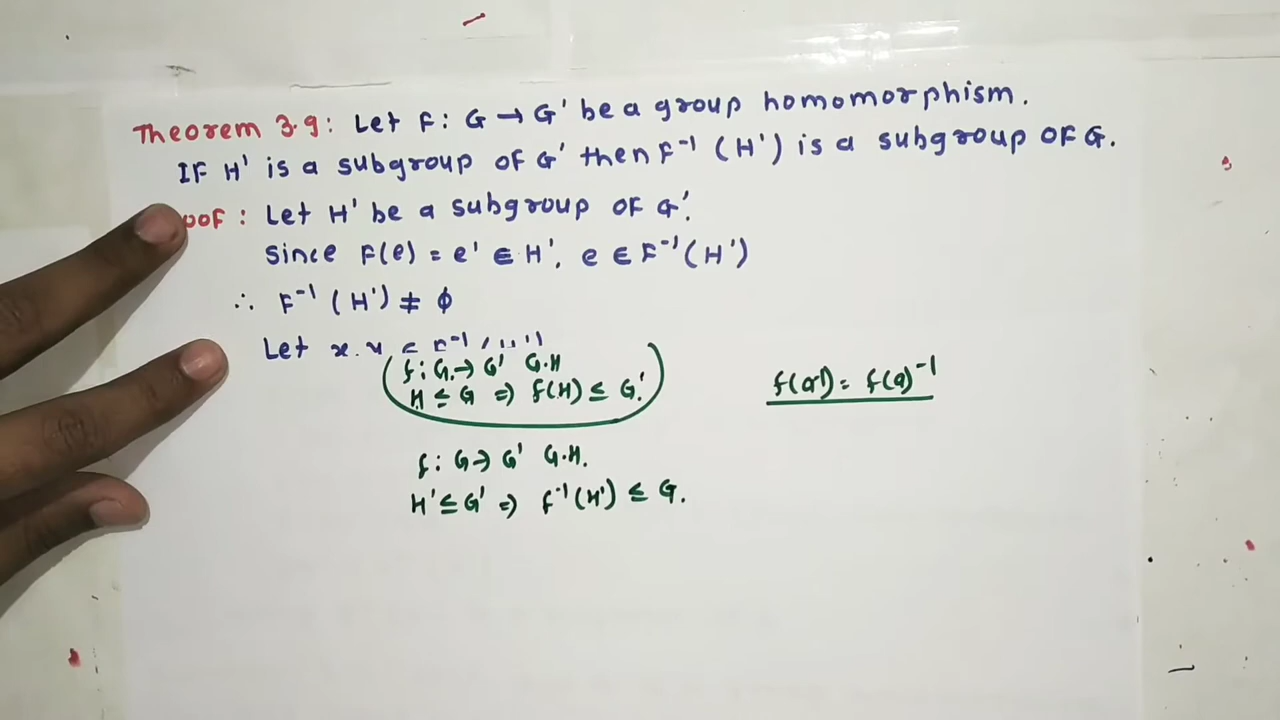 Theorem 3.9: Let F: G → G' be a group homomorphism.
IF H' is a subgroup of G' then F⁻¹ (H') is a subgroup of G.
oof : Let H' be a subgroup of G'.
Since F(e) = e' ∈ H', e ∈ F⁻¹(H')
∴ F⁻¹ (H') ≠ ϕ
Let x, y ∈
f: G → G' G.H
H ≤ G ⇒ f(H) ≤ G'.
f(a-1) = f(a)⁻¹
f: G → G' G.H.
H' ≤ G' ⇒ f⁻¹(H') ≤ G.